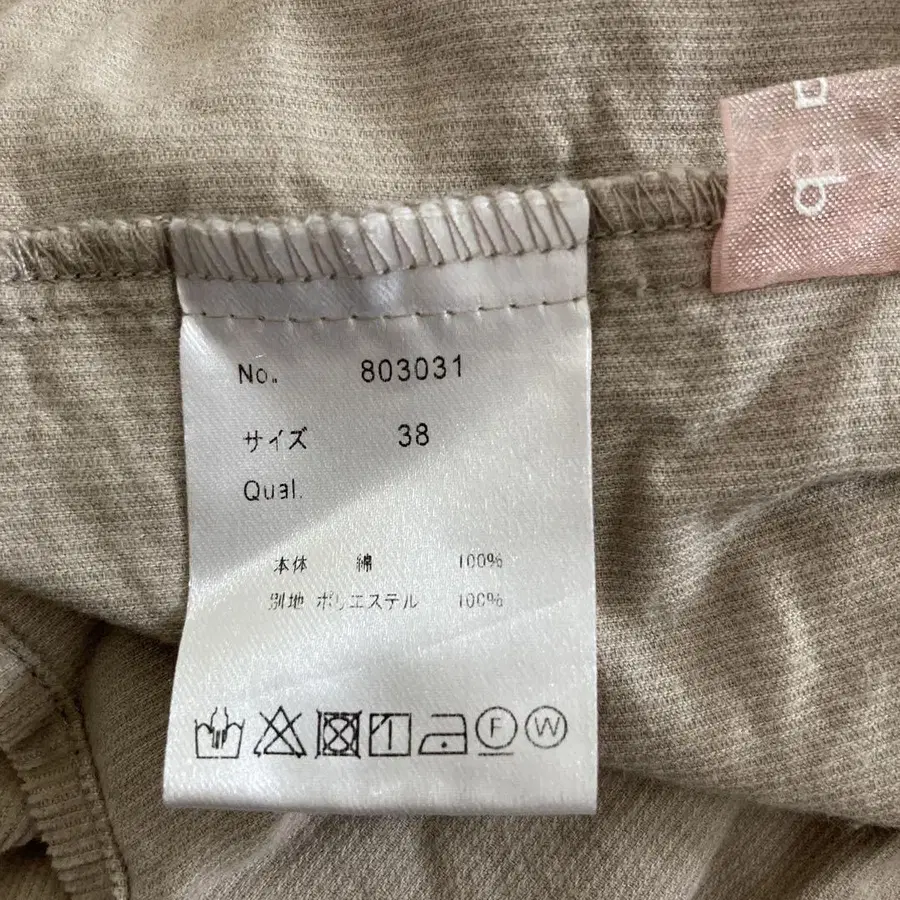 No. 803031
サイズ 38
Qual.
本体 綿 100%
別地 ポリエステル 100%
F W